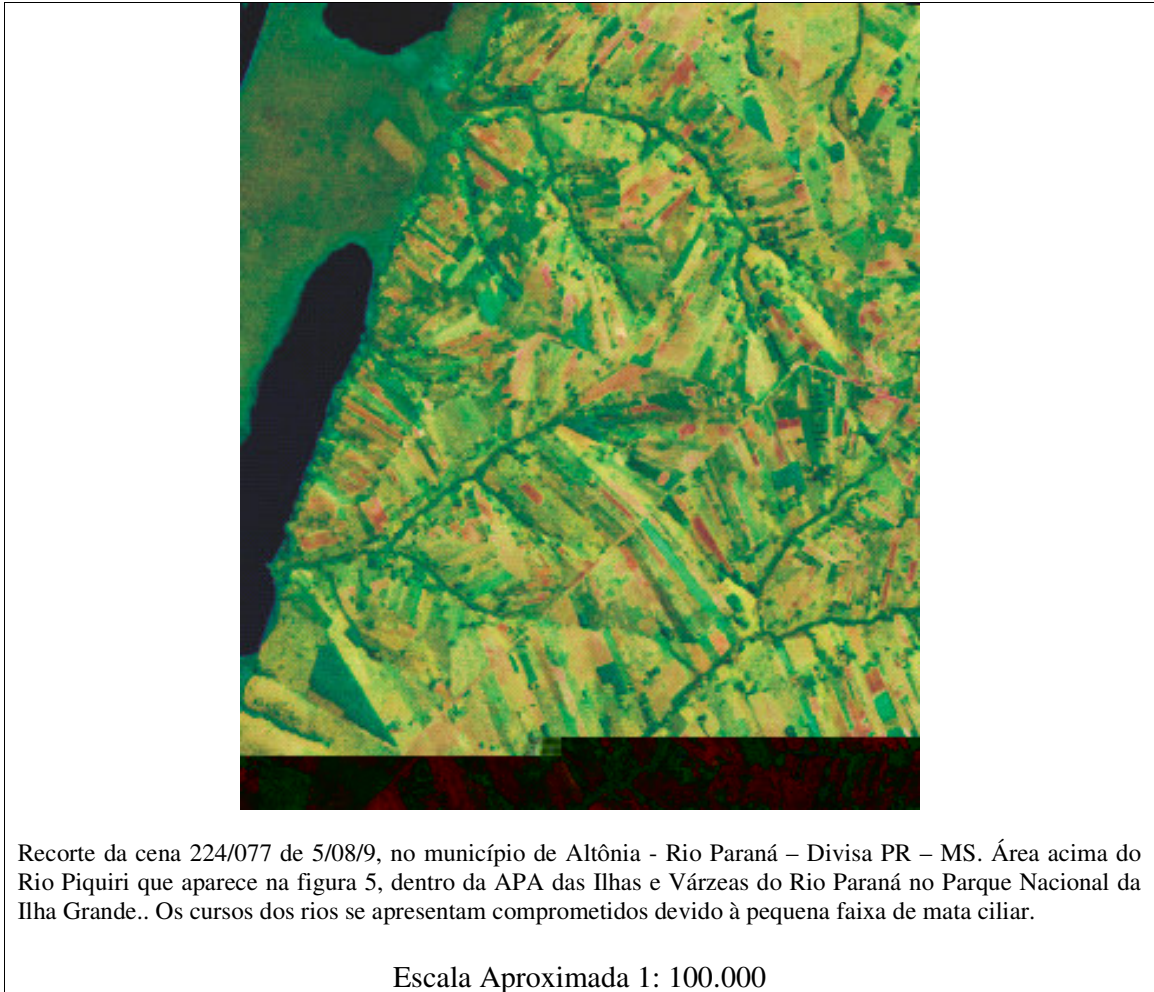 Recorte da cena 224/077 de 5/08/9, no município de Altônia - Rio Paraná – Divisa PR – MS. Área acima do
Rio Piquiri que aparece na figura 5, dentro da APA das Ilhas e Várzeas do Rio Paraná no Parque Nacional da
Ilha Grande.. Os cursos dos rios se apresentam comprometidos devido à pequena faixa de mata ciliar.
Escala Aproximada 1: 100.000